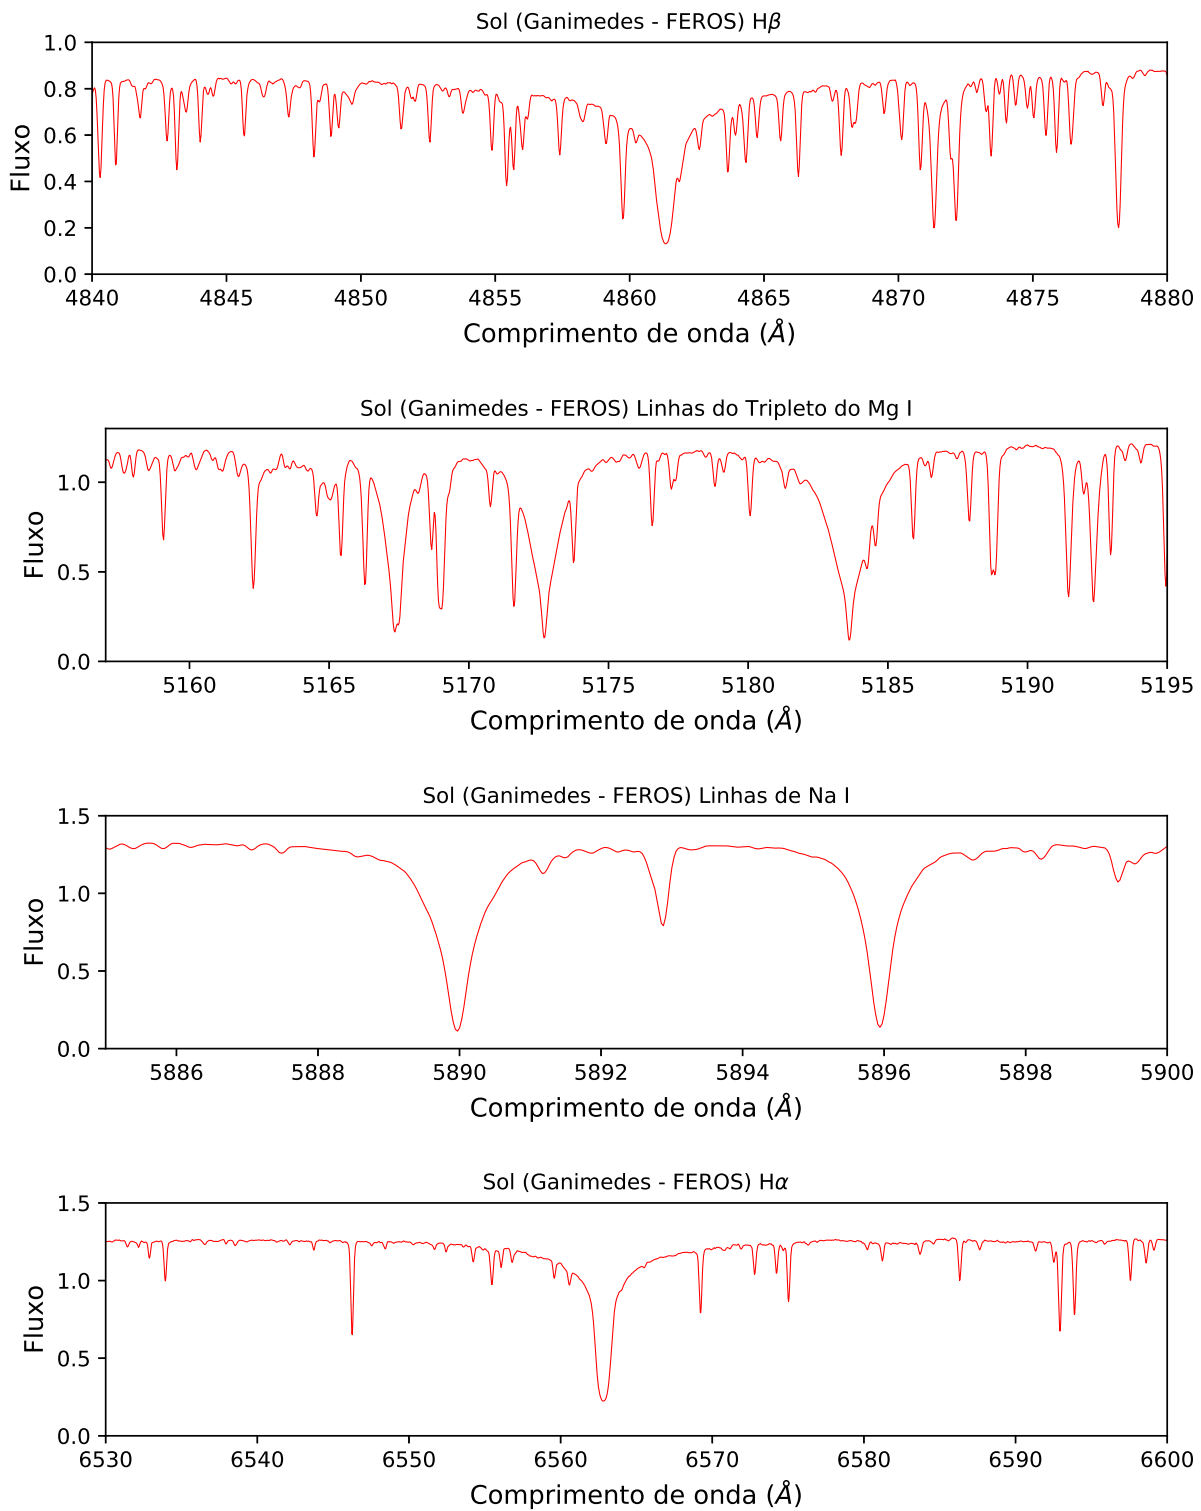 Sol (Ganimedes - FEROS) Hβ
1.0
0.8
0.6
0.4
0.2
0.0
Fluxo
4840 4845 4850 4855 4860 4865 4870 4875 4880
Comprimento de onda (Å)
Sol (Ganimedes - FEROS) Linhas do Tripleto do Mg I
1.0
0.5
0.0
Fluxo
5160 5165 5170 5175 5180 5185 5190 5195
Comprimento de onda (Å)
Sol (Ganimedes - FEROS) Linhas de Na I
1.5
1.0
0.5
0.0
Fluxo
5886 5888 5890 5892 5894 5896 5898 5900
Comprimento de onda (Å)
Sol (Ganimedes - FEROS) Hα
1.5
1.0
0.5
0.0
Fluxo
6530 6540 6550 6560 6570 6580 6590 6600
Comprimento de onda (Å)